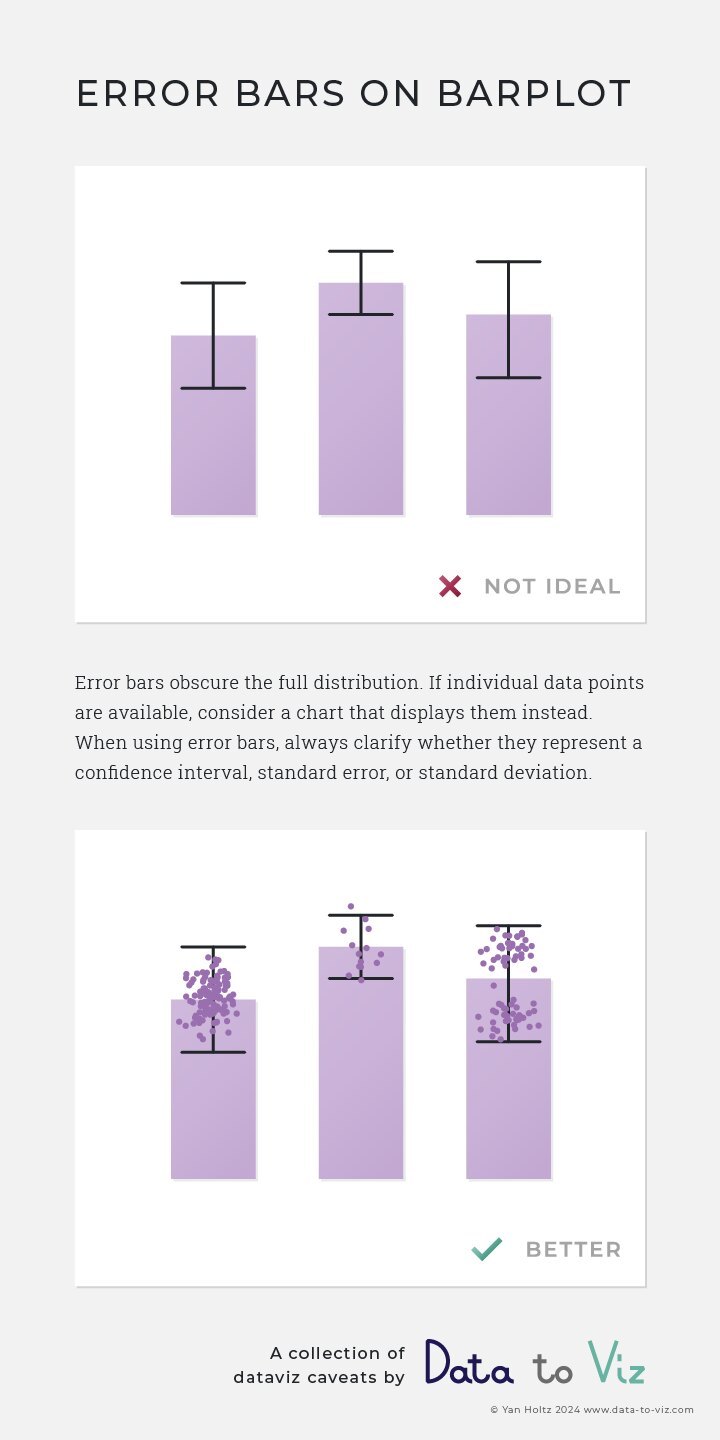 ERROR BARS ON BARPLOT
NOT IDEAL
Error bars obscure the full distribution. If individual data points
are available, consider a chart that displays them instead.
When using error bars, always clarify whether they represent a
confidence interval, standard error, or standard deviation.
BETTER
A collection of
dataviz caveats by
Data to Viz
© Yan Holtz 2024 www.data-to-viz.com